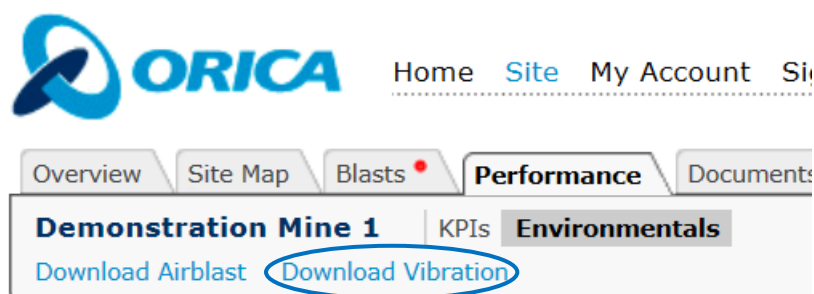 ORICA
Home Site My Account
Overview Site Map Blasts Performance Documents
Demonstration Mine 1 KPIs Environmentals
Download Airblast Download Vibration